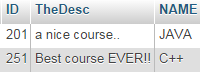 ID TheDesc NAME
201 a nice course.. JAVA
251 Best course EVER!! C++